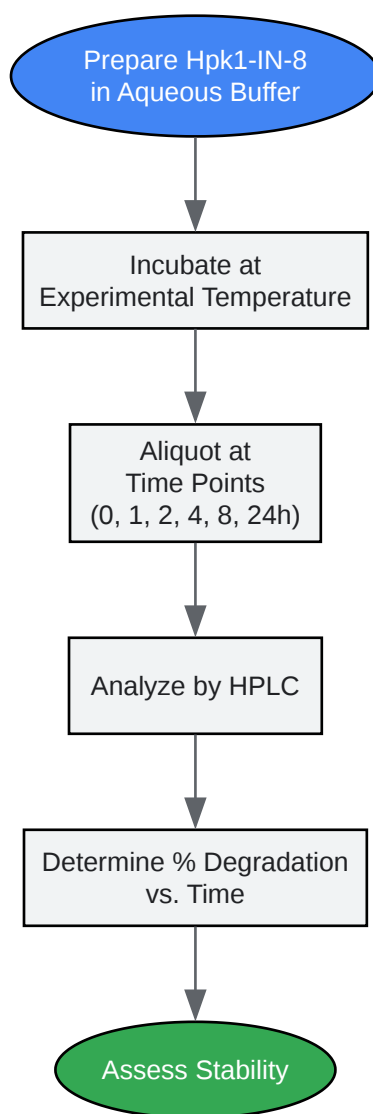 Prepare Hpk1-IN-8
in Aqueous Buffer
Incubate at
Experimental Temperature
Aliquot at
Time Points
(0, 1, 2, 4, 8, 24h)
Analyze by HPLC
Determine % Degradation
vs. Time
Assess Stability